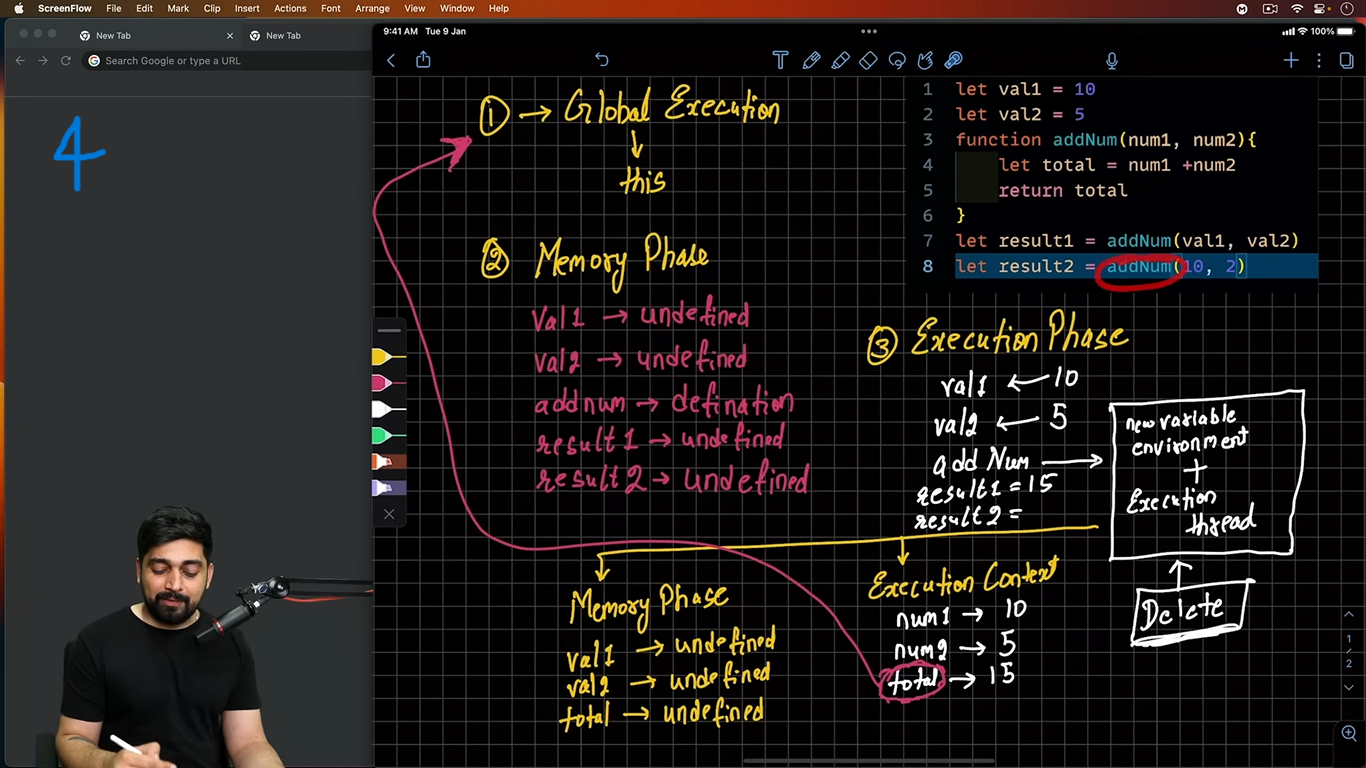 ScreenFlow File Edit Mark Clip Insert Actions Font Arrange View Window Help
New Tab
New Tab
Search Google or type a URL
9:41 AM Tue 9 Jan
100%
4
1 → Global Execution
this
2 Memory Phase
val1 → undefined
val2 → undefined
addnum → defination
result1 → undefined
result2 → undefined
1 let val1 = 10
2 let val2 = 5
3 function addNum(num1, num2){
4 let total = num1 +num2
5 return total
6 }
7 let result1 = addNum(val1, val2)
8 let result2 = addNum(10, 2)
3 Execution Phase
val1 ← 10
val2 ← 5
add Num →
result1 = 15
result2 =
new variable
environment
+
Execution
thread
Delete
Memory Phase
val1 → undefined
val2 → undefined
total → undefined
Execution Context
num1 → 10
num2 → 5
total → 15
1
/
2